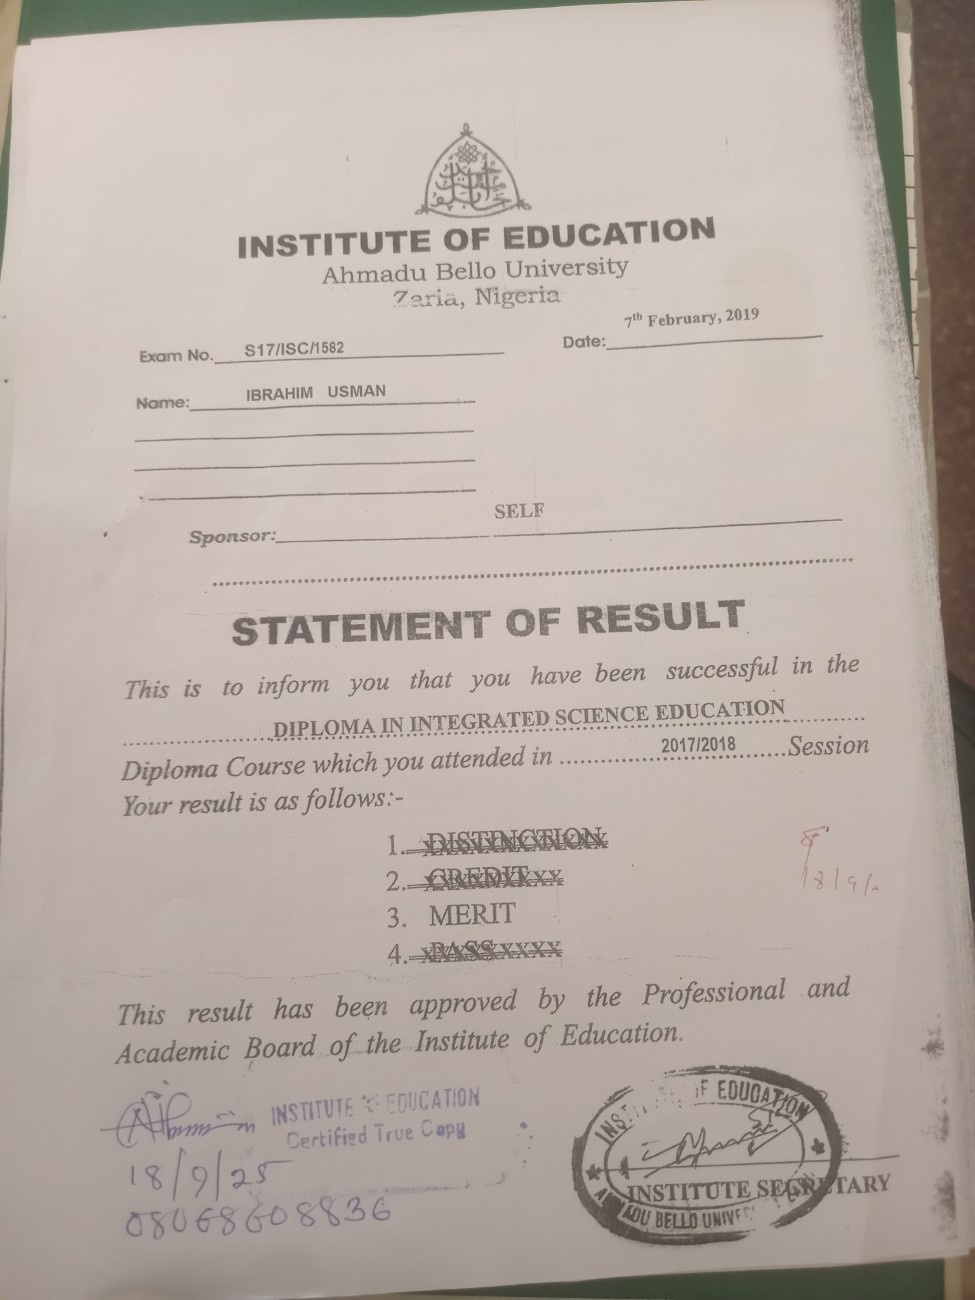 INSTITUTE OF EDUCATION
Ahmadu Bello University
Zaria, Nigeria
7th February, 2019
Exam No. S17/ISC/1582 Date:
Name: IBRAHIM USMAN
SELF
Sponsor:
STATEMENT OF RESULT
This is to inform you that you have been successful in the
DIPLOMA IN INTEGRATED SCIENCE EDUCATION
Diploma Course which you attended in 2017/2018 Session
Your result is as follows:-
1. DISTINCTION
2. CREDIT
3. MERIT
4. PASS
18/9/
This result has been approved by the Professional and
Academic Board of the Institute of Education.
INSTITUTE OF EDUCATION
Certified True Copy
18/9/25
08068608836
OF EDUCATION
INSTITUTE SECRETARY